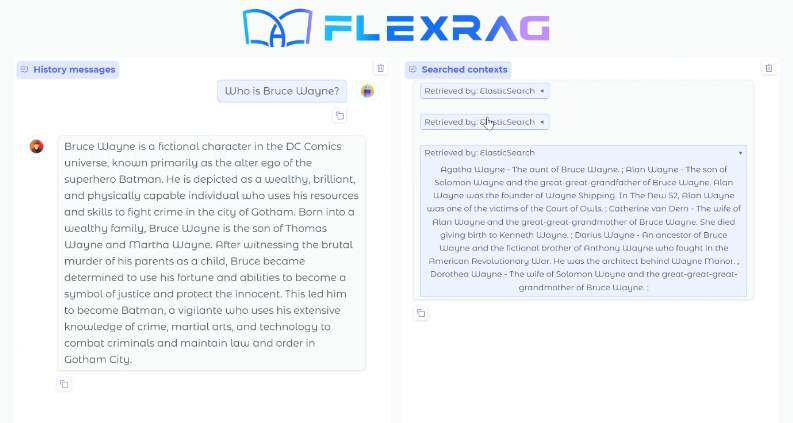 FLEXRAG
History messages
Who is Bruce Wayne?
Bruce Wayne is a fictional character in the DC Comics
universe, known primarily as the alter ego of the
superhero Batman. He is depicted as a wealthy, brilliant,
and physically capable individual who uses his resources
and skills to fight crime in the city of Gotham. Born into a
wealthy family, Bruce Wayne is the son of Thomas
Wayne and Martha Wayne. After witnessing the brutal
murder of his parents as a child, Bruce became
determined to use his fortune and abilities to become a
symbol of justice and protect the innocent. This led him
to become Batman, a vigilante who uses his extensive
knowledge of crime, martial arts, and technology to
combat criminals and maintain law and order in
Gotham City.
Searched contexts
Retrieved by: ElasticSearch
Retrieved by: ElasticSearch
Retrieved by: ElasticSearch
Agatha Wayne - The aunt of Bruce Wayne. ; Alan Wayne - The son of
Solomon Wayne and the great-great-grandfather of Bruce Wayne. Alan
Wayne was the founder of Wayne Shipping. In The New 52, Alan Wayne
was one of the victims of the Court of Owls. ; Catherine van Dern - The wife of
Alan Wayne and the great-grandmother of Bruce Wayne. She died
giving birth to Kenneth Wayne. ; Darius Wayne - An ancestor of Bruce
Wayne and the fictional brother of Anthony Wayne who fought in the
American Revolutionary War. He was the architect behind Wayne Manor. ;
Dorothea Wayne - The wife of Solomon Wayne and the great-great-great-
grandmother of Bruce Wayne. ;